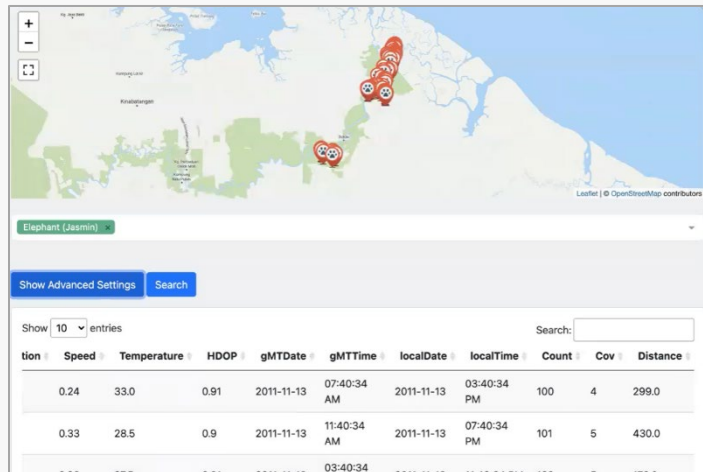 +
−
Kinabatangan
Leaflet | © OpenStreetMap contributors
Elephant (Jasmin) ×
Show Advanced Settings Search
Show 10 entries Search:
tion Speed Temperature HDOP gMTDate gMTTime localDate localTime Count Cov Distance
0.24 33.0 0.91 2011-11-13 07:40:34 AM 2011-11-13 03:40:34 PM 100 4 299.0
0.33 28.5 0.9 2011-11-13 11:40:34 AM 2011-11-13 07:40:34 PM 101 5 430.0
03:40:34